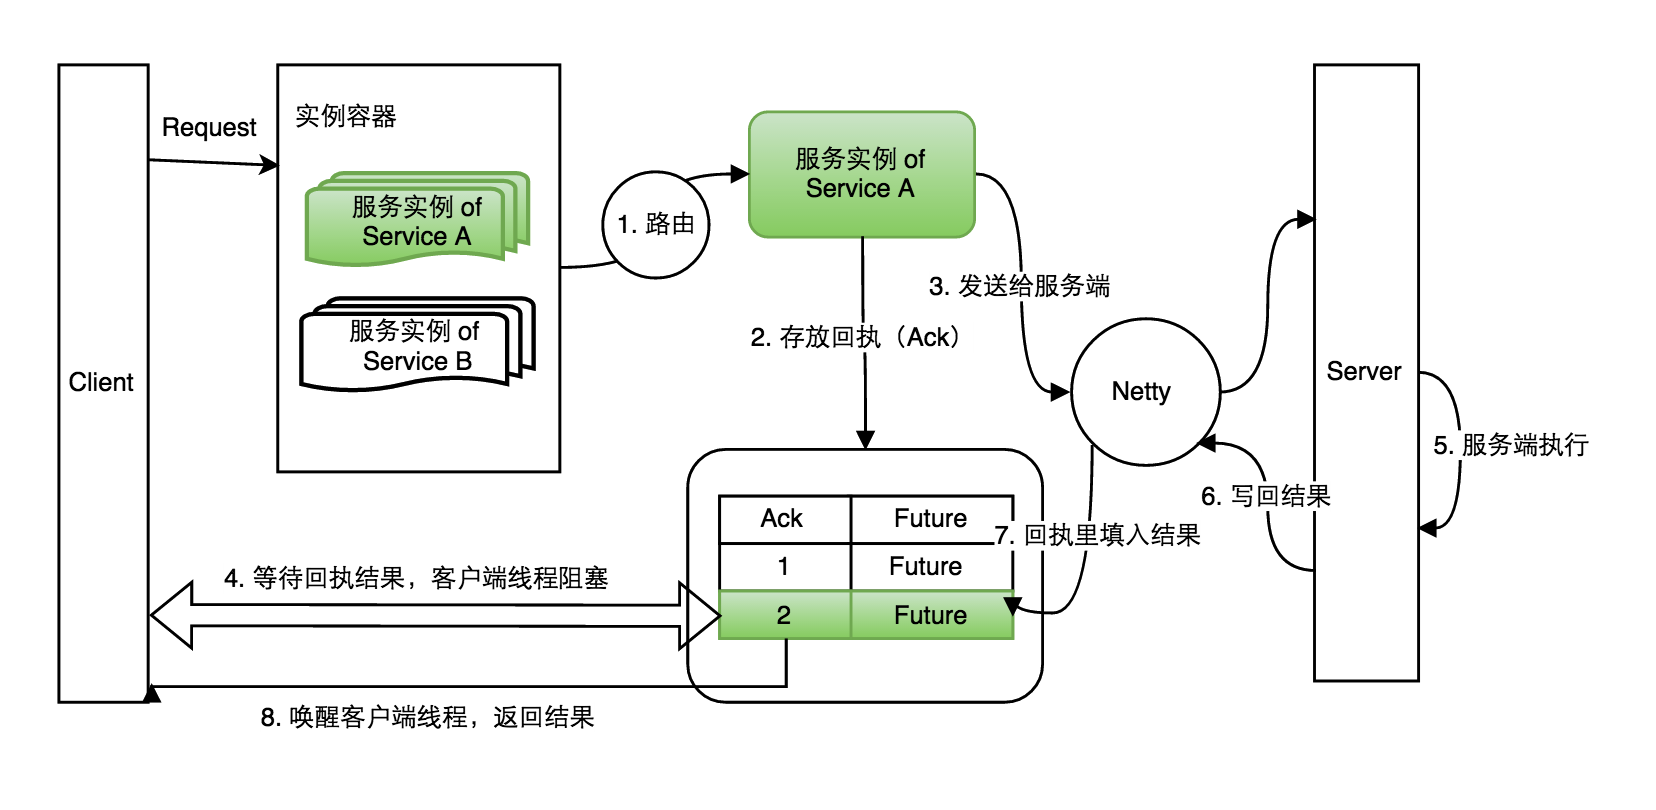 Client
Request
实例容器
服务实例 of
Service A
服务实例 of
Service B
1. 路由
服务实例 of
Service A
2. 存放回执（Ack）
3. 发送给服务端
Netty
Server
5. 服务端执行
6. 写回结果
7. 回执里填入结果
Ack Future
1 Future
2 Future
4. 等待回执结果，客户端线程阻塞
8. 唤醒客户端线程，返回结果